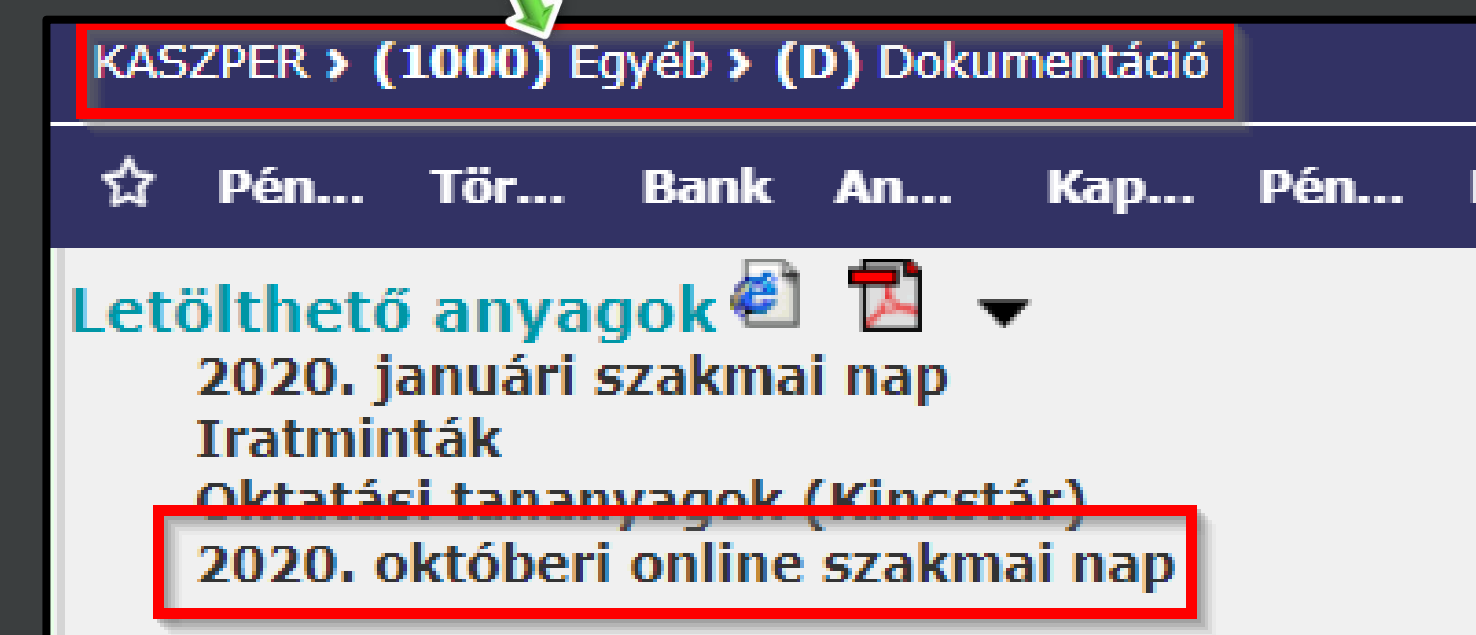 KASZPER > (1000) Egyéb > (D) Dokumentáció
☆ Pén... Tör... Bank An... Kap... Pén...
Letölthető anyagok
2020. januári szakmai nap
Iratminták
Oktatási tananyagok (Kincstár)
2020. októberi online szakmai nap